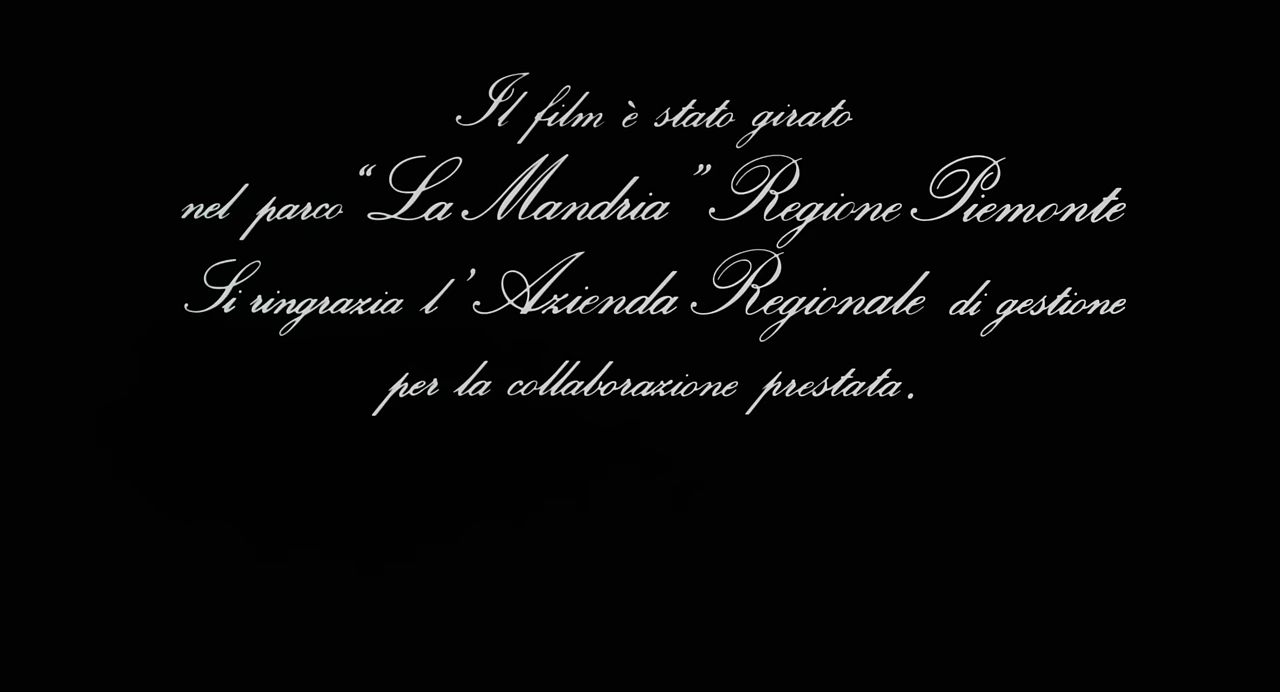 Il film è stato girato
nel parco “La Mandria” Regione Piemonte
Si ringrazia l’Azienda Regionale di gestione
per la collaborazione prestata.